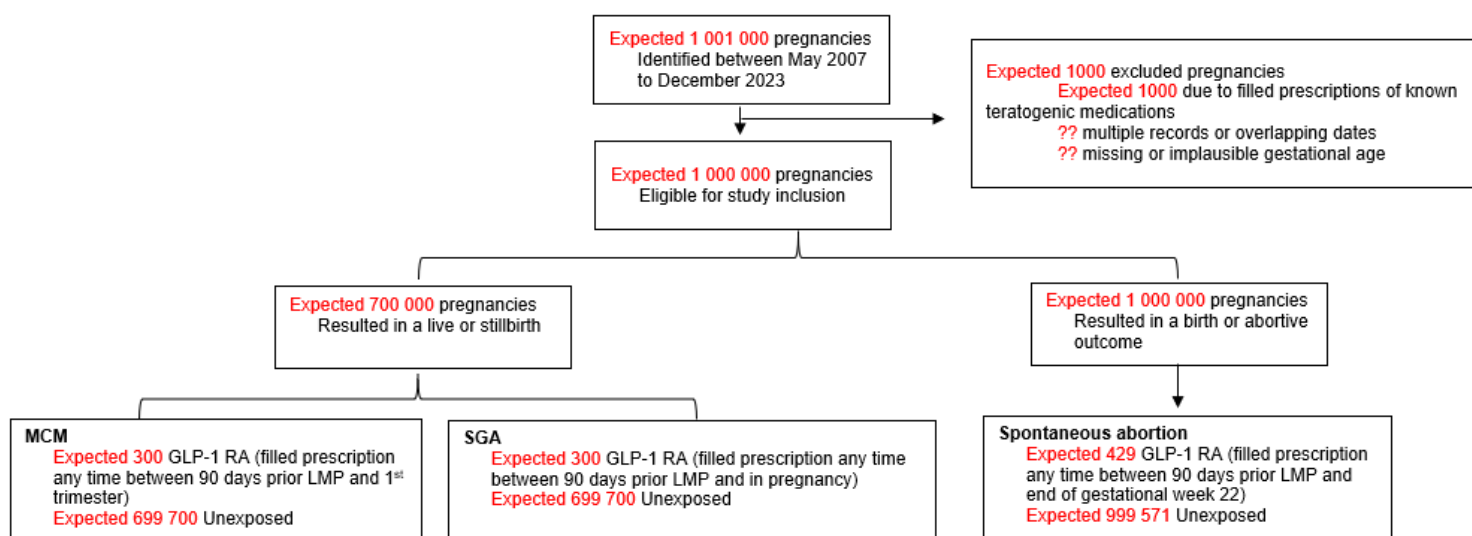 Expected 1 001 000 pregnancies
Identified between May 2007
to December 2023
Expected 1000 excluded pregnancies
Expected 1000 due to filled prescriptions of known
teratogenic medications
?? multiple records or overlapping dates
?? missing or implausible gestational age
Expected 1 000 000 pregnancies
Eligible for study inclusion
Expected 700 000 pregnancies
Resulted in a live or stillbirth
Expected 1 000 000 pregnancies
Resulted in a birth or abortive
outcome
MCM
Expected 300 GLP-1 RA (filled prescription
any time between 90 days prior LMP and 1st
trimester)
Expected 699 700 Unexposed
SGA
Expected 300 GLP-1 RA (filled prescription any time
between 90 days prior LMP and in pregnancy)
Expected 699 700 Unexposed
Spontaneous abortion
Expected 429 GLP-1 RA (filled prescription
any time between 90 days prior LMP and
end of gestational week 22)
Expected 999 571 Unexposed